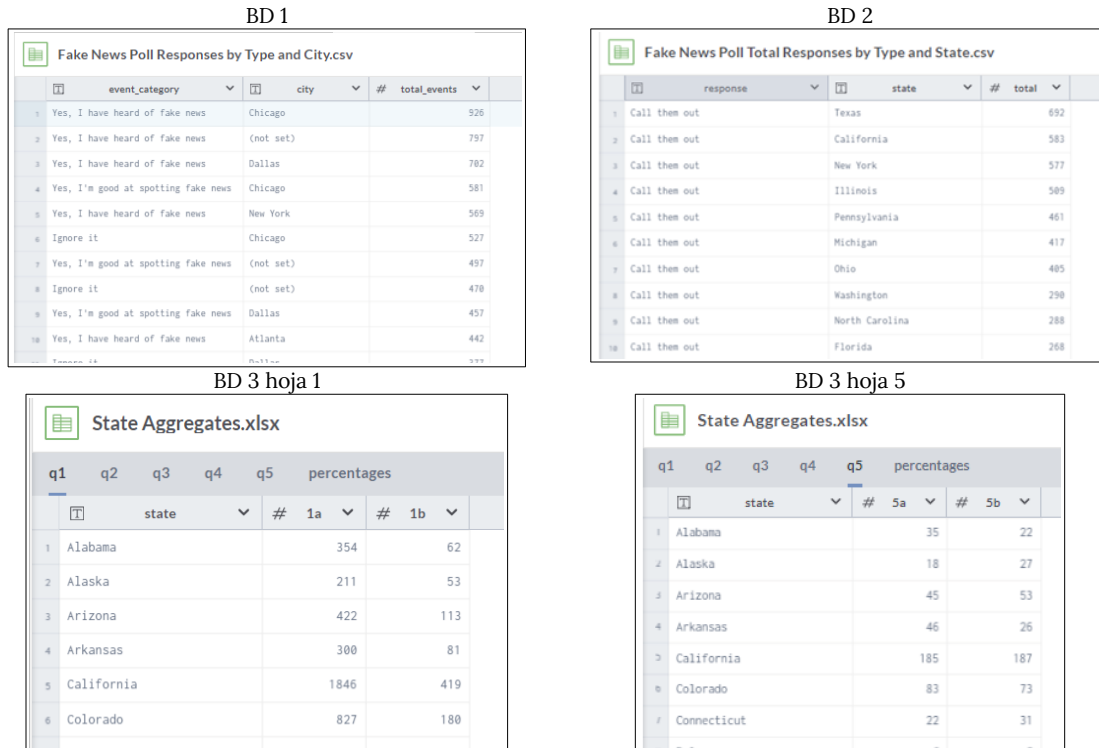 BD 1
Fake News Poll Responses by Type and City.csv
event_category city # total_events
1 Yes, I have heard of fake news Chicago 926
2 Yes, I have heard of fake news (not set) 797
3 Yes, I have heard of fake news Dallas 702
4 Yes, I'm good at spotting fake news Chicago 581
5 Yes, I have heard of fake news New York 569
6 Ignore it Chicago 527
7 Yes, I'm good at spotting fake news (not set) 497
8 Ignore it (not set) 470
9 Yes, I'm good at spotting fake news Dallas 457
10 Yes, I have heard of fake news Atlanta 442
Ignore it Dallas 377
BD 2
Fake News Poll Total Responses by Type and State.csv
response state # total
1 Call them out Texas 692
2 Call them out California 583
3 Call them out New York 577
4 Call them out Illinois 509
5 Call them out Pennsylvania 461
6 Call them out Michigan 417
7 Call them out Ohio 405
8 Call them out Washington 290
9 Call them out North Carolina 288
10 Call them out Florida 268
BD 3 hoja 1
State Aggregates.xlsx
q1 q2 q3 q4 q5 percentages
state # 1a # 1b
1 Alabama 354 62
2 Alaska 211 53
3 Arizona 422 113
4 Arkansas 300 81
5 California 1846 419
6 Colorado 827 180
BD 3 hoja 5
State Aggregates.xlsx
q1 q2 q3 q4 q5 percentages
state # 5a # 5b
1 Alabama 35 22
2 Alaska 18 27
3 Arizona 45 53
4 Arkansas 46 26
5 California 185 187
6 Colorado 83 73
7 Connecticut 22 31